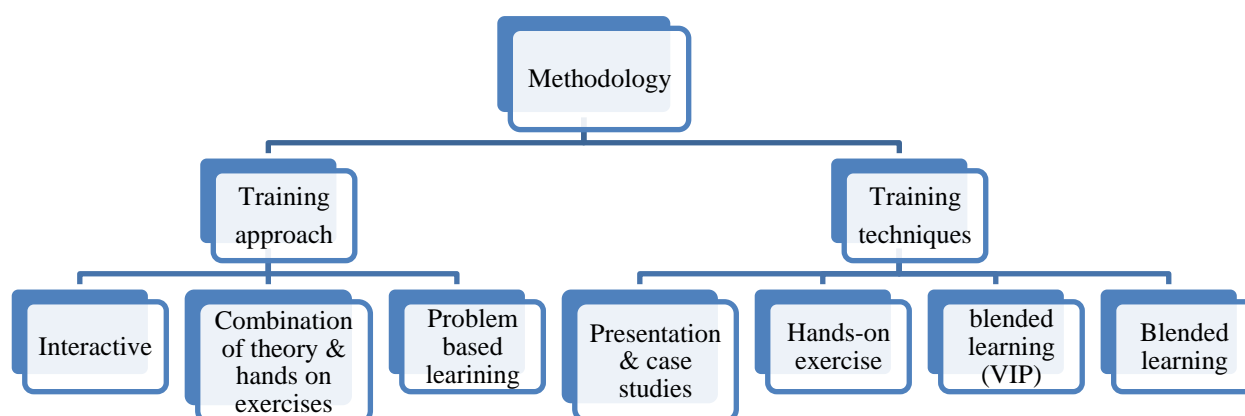 Methodology
Training
approach
Training
techniques
Interactive
Combination
of theory &
hands on
exercises
Problem
based
learining
Presentation
& case
studies
Hands-on
exercise
blended
learning
(VIP)
Blended
learning